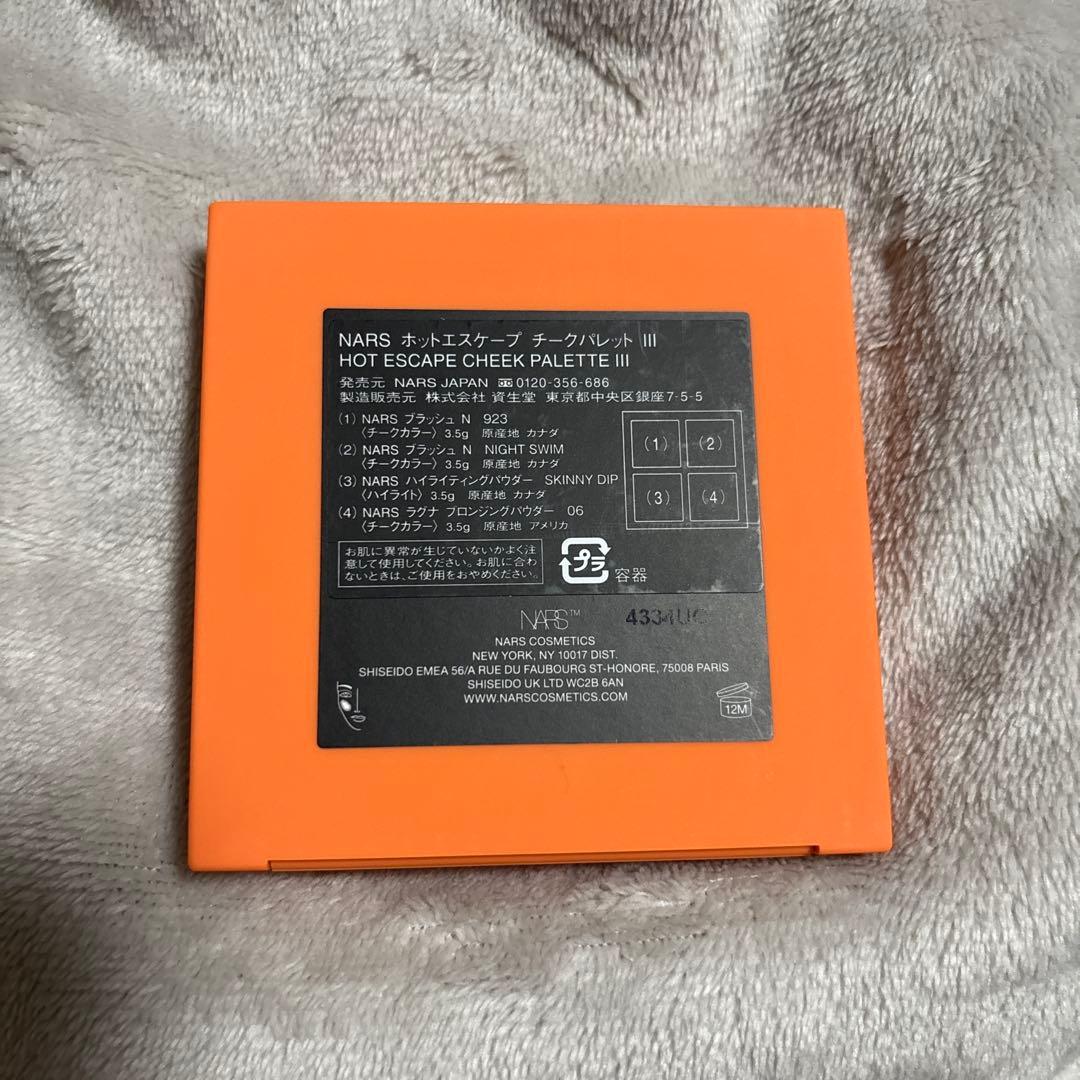 NARS ホットエスケープ チークパレット III
HOT ESCAPE CHEEK PALETTE III
発売元 NARS JAPAN 0120-356-686
製造販売元 株式会社 資生堂 東京都中央区銀座7-5-5
(1) NARS ブラッシュ N 923
〈チークカラー〉 3.5g 原産地 カナダ
(2) NARS ブラッシュ N NIGHT SWIM
〈チークカラー〉 3.5g 原産地 カナダ
(3) NARS ハイライティングパウダー SKINNY DIP
〈ハイライト〉 3.5g 原産地 カナダ
(4) NARS ラグナ ブロンジングパウダー 06
〈チークカラー〉 3.5g 原産地 アメリカ
(1) (2)
(3) (4)
お肌に異常が生じていないかよく注
意して使用してください。お肌に合わ
ないときは、ご使用をおやめください。
プラ 容器
NARS™ 4334UC
NARS COSMETICS
NEW YORK, NY 10017 DIST.
SHISEIDO EMEA 56/A RUE DU FAUBOURG ST-HONORE, 75008 PARIS
SHISEIDO UK LTD WC2B 6AN
WWW.NARSCOSMETICS.COM
12M